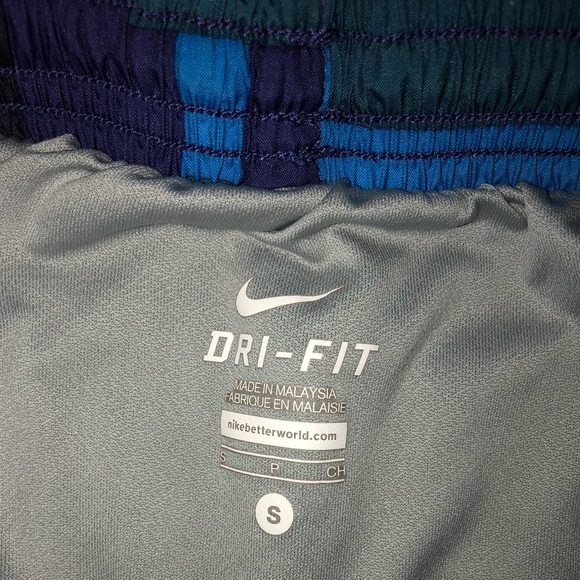 DRI-FIT
MADE IN MALAYSIA
FABRIQUE EN MALAISIE
nikebetterworld.com
S P CH
S